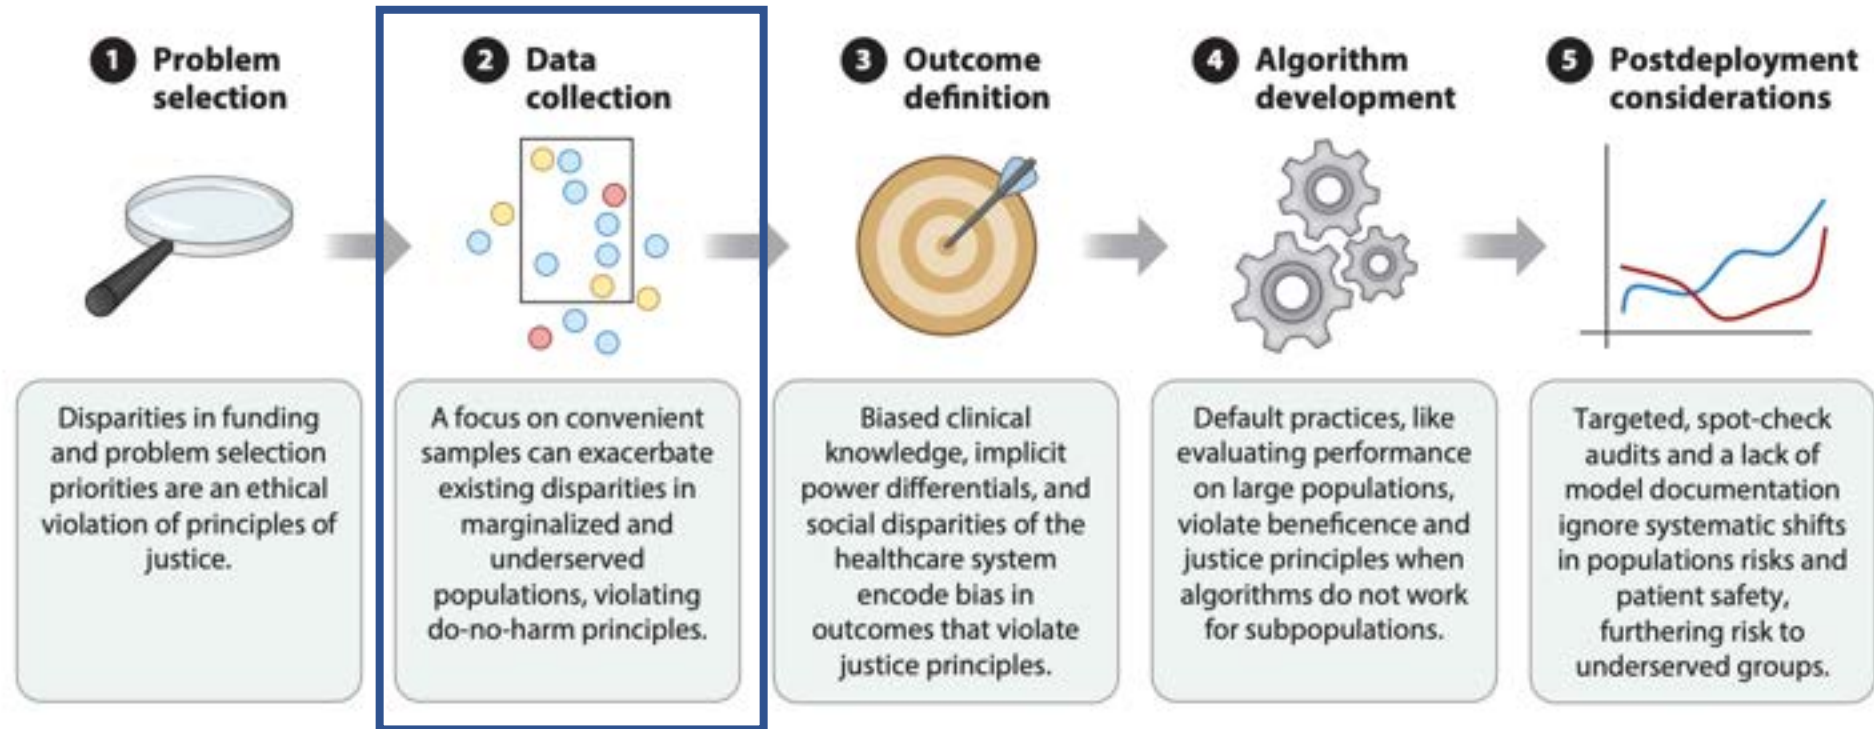 1 Problem
selection
2 Data
collection
3 Outcome
definition
4 Algorithm
development
5 Postdeployment
considerations
Disparities in funding
and problem selection
priorities are an ethical
violation of principles of
justice.
A focus on convenient
samples can exacerbate
existing disparities in
marginalized and
underserved
populations, violating
do-no-harm principles.
Biased clinical
knowledge, implicit
power differentials, and
social disparities of the
healthcare system
encode bias in
outcomes that violate
justice principles.
Default practices, like
evaluating performance
on large populations,
violate beneficence and
justice principles when
algorithms do not work
for subpopulations.
Targeted, spot-check
audits and a lack of
model documentation
ignore systematic shifts
in populations risks and
patient safety,
furthering risk to
underserved groups.